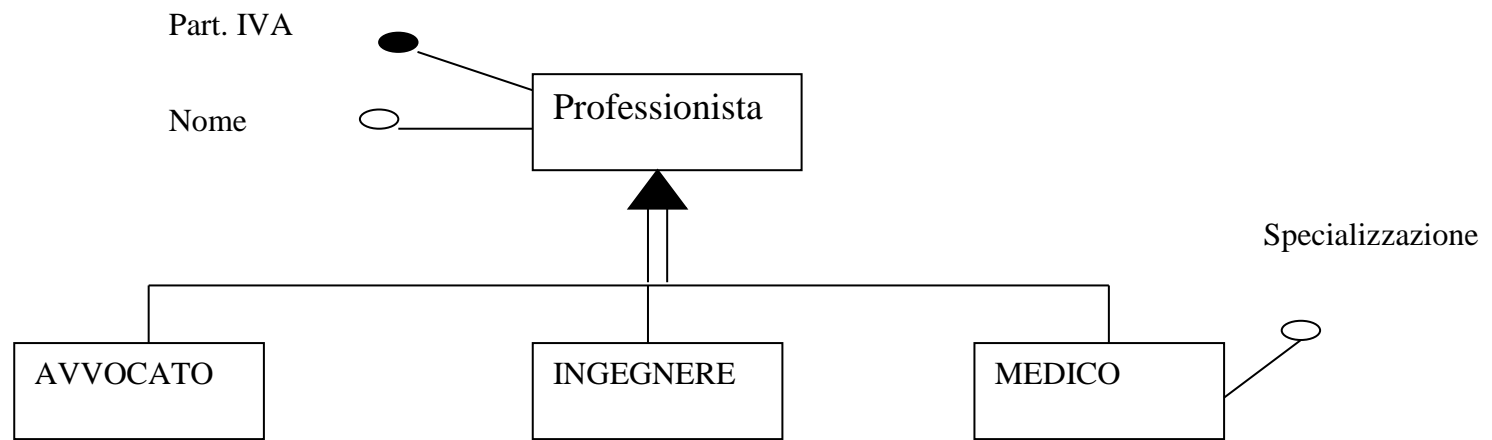 Part. IVA
Professionista
Nome
Specializzazione
AVVOCATO
INGEGNERE
MEDICO